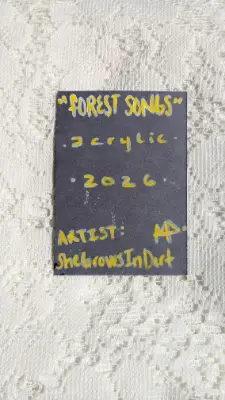 "FOREST SONGS"
· acrylic ·
· 2026 ·
ARTIST: AP
SheGrowsInDirt